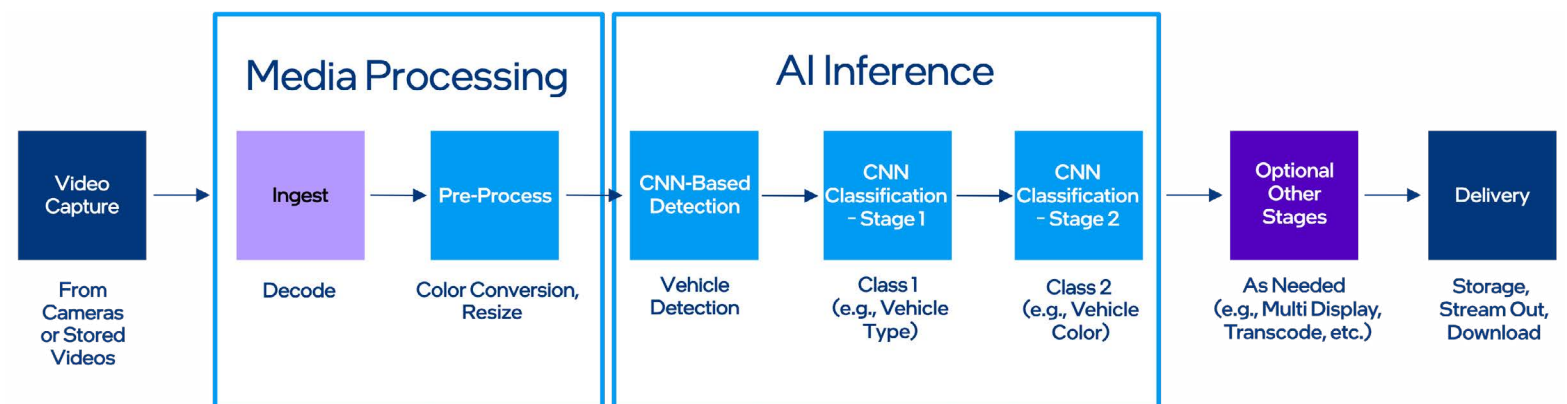 Media Processing
AI Inference
Video
Capture
Ingest
Pre-Process
CNN-Based
Detection
CNN
Classification
– Stage 1
CNN
Classification
– Stage 2
Optional
Other
Stages
Delivery
From
Cameras
or Stored
Videos
Decode
Color Conversion,
Resize
Vehicle
Detection
Class 1
(e.g., Vehicle
Type)
Class 2
(e.g., Vehicle
Color)
As Needed
(e.g., Multi Display,
Transcode, etc.)
Storage,
Stream Out,
Download